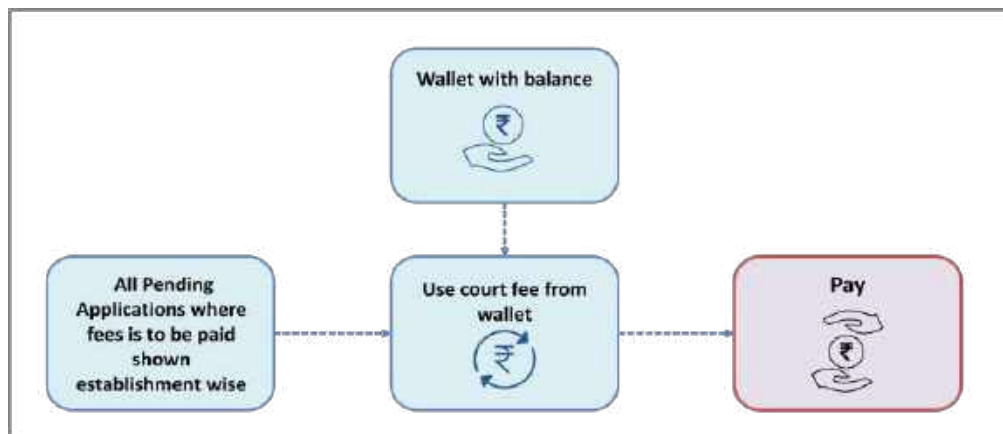 Wallet with balance
₹
All Pending
Applications where
fees is to be paid
shown
establishment wise
Use court fee from
wallet
₹
Pay
₹